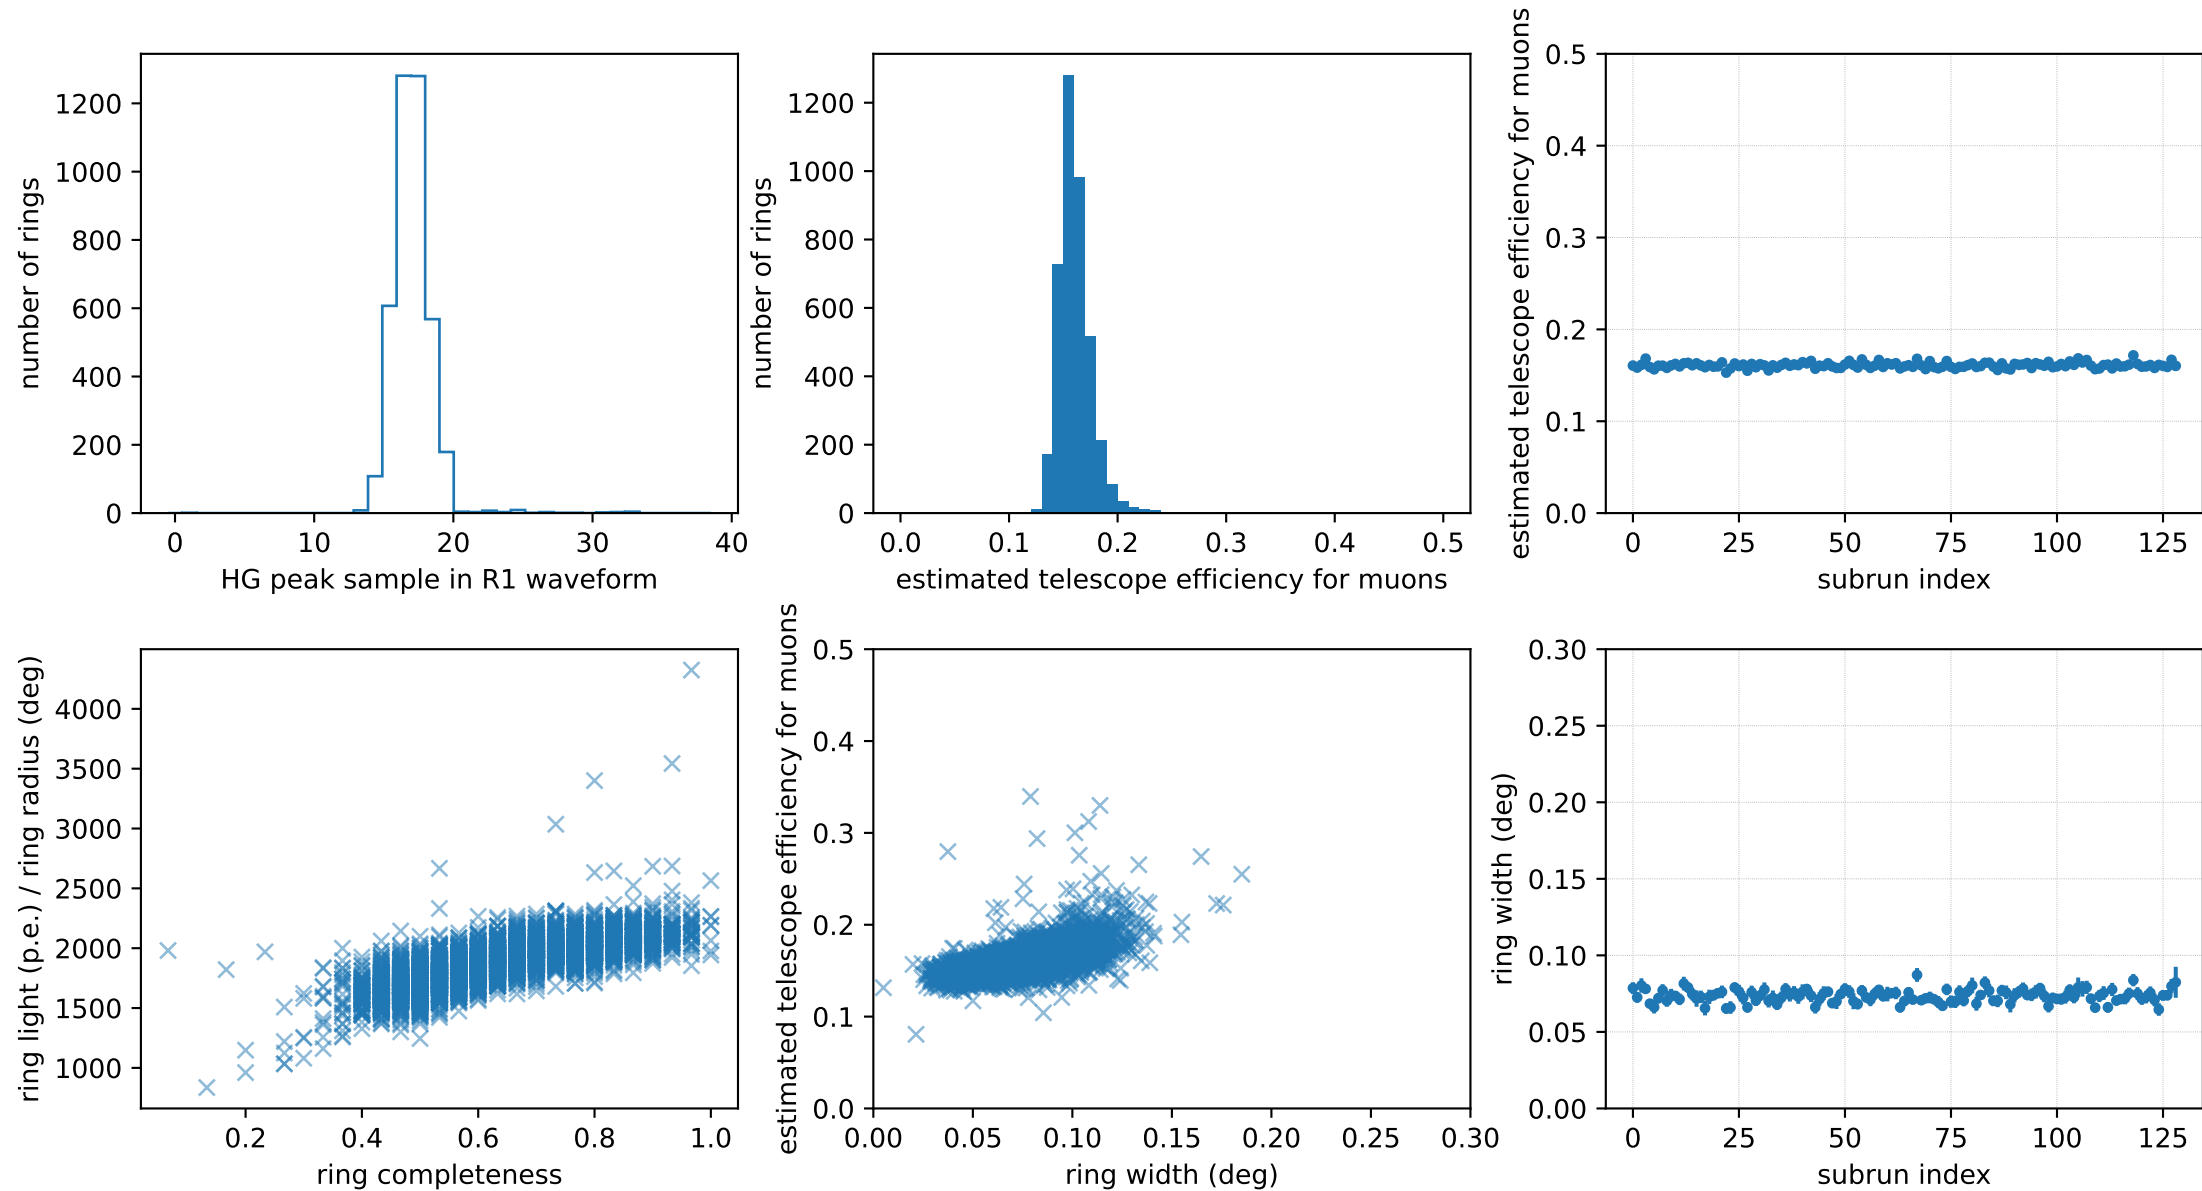 number of rings
1200
1000
800
600
400
200
0
0 10 20 30 40
HG peak sample in R1 waveform
number of rings
1200
1000
800
600
400
200
0
0.0 0.1 0.2 0.3 0.4 0.5
estimated telescope efficiency for muons
estimated telescope efficiency for muons
0.5
0.4
0.3
0.2
0.1
0.0
0 25 50 75 100 125
subrun index
ring light (p.e.) / ring radius (deg)
4000
3500
3000
2500
2000
1500
1000
0.2 0.4 0.6 0.8 1.0
ring completeness
estimated telescope efficiency for muons
0.5
0.4
0.3
0.2
0.1
0.0
0.00 0.05 0.10 0.15 0.20 0.25 0.30
ring width (deg)
ring width (deg)
0.30
0.25
0.20
0.15
0.10
0.05
0.00
0 25 50 75 100 125
subrun index